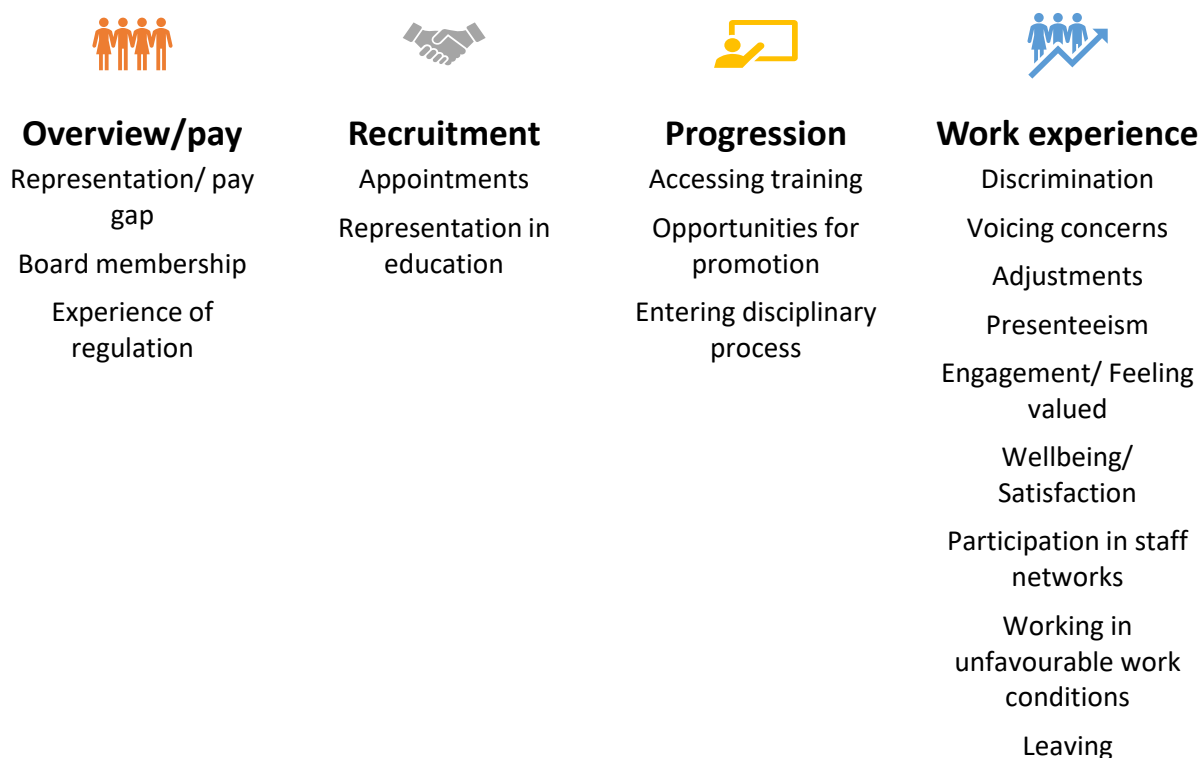 Overview/pay
Representation/ pay
gap
Board membership
Experience of
regulation
Recruitment
Appointments
Representation in
education
Progression
Accessing training
Opportunities for
promotion
Entering disciplinary
process
Work experience
Discrimination
Voicing concerns
Adjustments
Presenteeism
Engagement/ Feeling
valued
Wellbeing/
Satisfaction
Participation in staff
networks
Working in
unfavourable work
conditions
Leaving